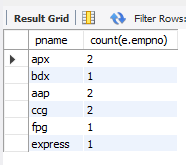 Result Grid Filter Rows:
pname count(e.empno)
apx 2
bdx 1
aap 2
ccg 2
fpg 1
express 1